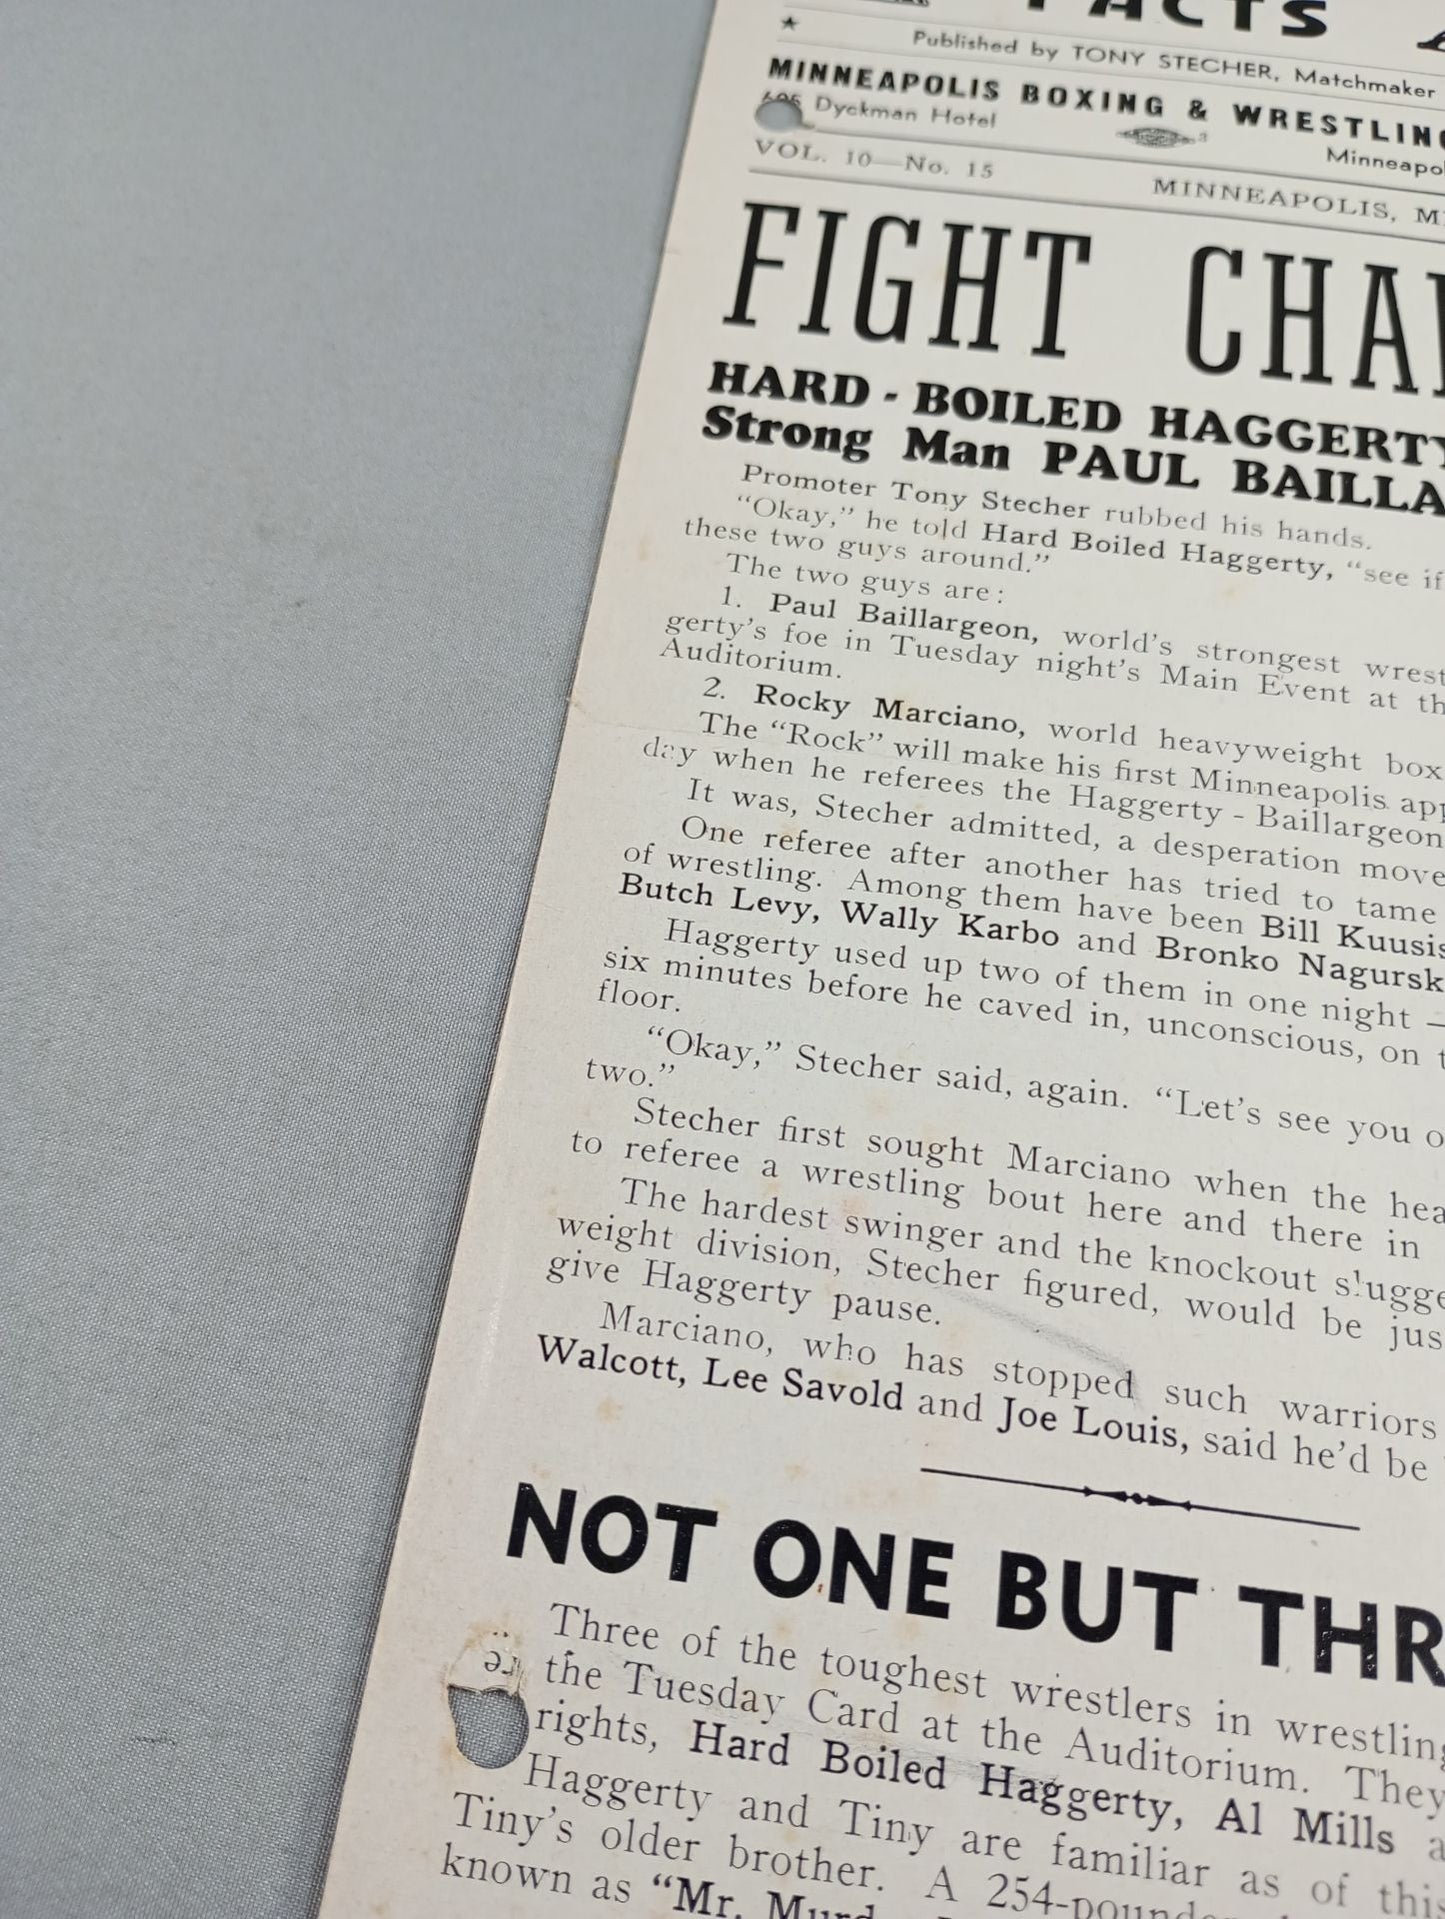 FACTS
★ Published by TONY STECHER, Matchmaker
MINNEAPOLIS BOXING & WRESTLING
Dyckman Hotel
Minneapo
VOL. 10—No. 15 MINNEAPOLIS, M
FIGHT CHA
HARD - BOILED HAGGERTY
Strong Man PAUL BAILLA
Promoter Tony Stecher rubbed his hands.
“Okay,” he told Hard Boiled Haggerty, “see if
these two guys around.”
The two guys are:
1. Paul Baillargeon, world’s strongest wrest
gerty’s foe in Tuesday night’s Main Event at th
Auditorium.
2. Rocky Marciano, world heavyweight box
The “Rock” will make his first Minneapolis app
day when he referees the Haggerty - Baillargeon
It was, Stecher admitted, a desperation move
One referee after another has tried to tame
of wrestling. Among them have been Bill Kuusis
Butch Levy, Wally Karbo and Bronko Nagursk
Haggerty used up two of them in one night —
six minutes before he caved in, unconscious, on t
floor.
“Okay,” Stecher said, again. “Let’s see you o
two.”
Stecher first sought Marciano when the hea
to referee a wrestling bout here and there in
The hardest swinger and the knockout slugge
weight division, Stecher figured, would be jus
give Haggerty pause.
Marciano, who has stopped such warriors
Walcott, Lee Savold and Joe Louis, said he’d be
NOT ONE BUT THR
Three of the toughest wrestlers in wrestling
the Tuesday Card at the Auditorium. They
rights, Hard Boiled Haggerty, Al Mills a
Haggerty and Tiny are familiar as of this
Tiny’s older brother. A 254-pounde
known as “Mr. Murd